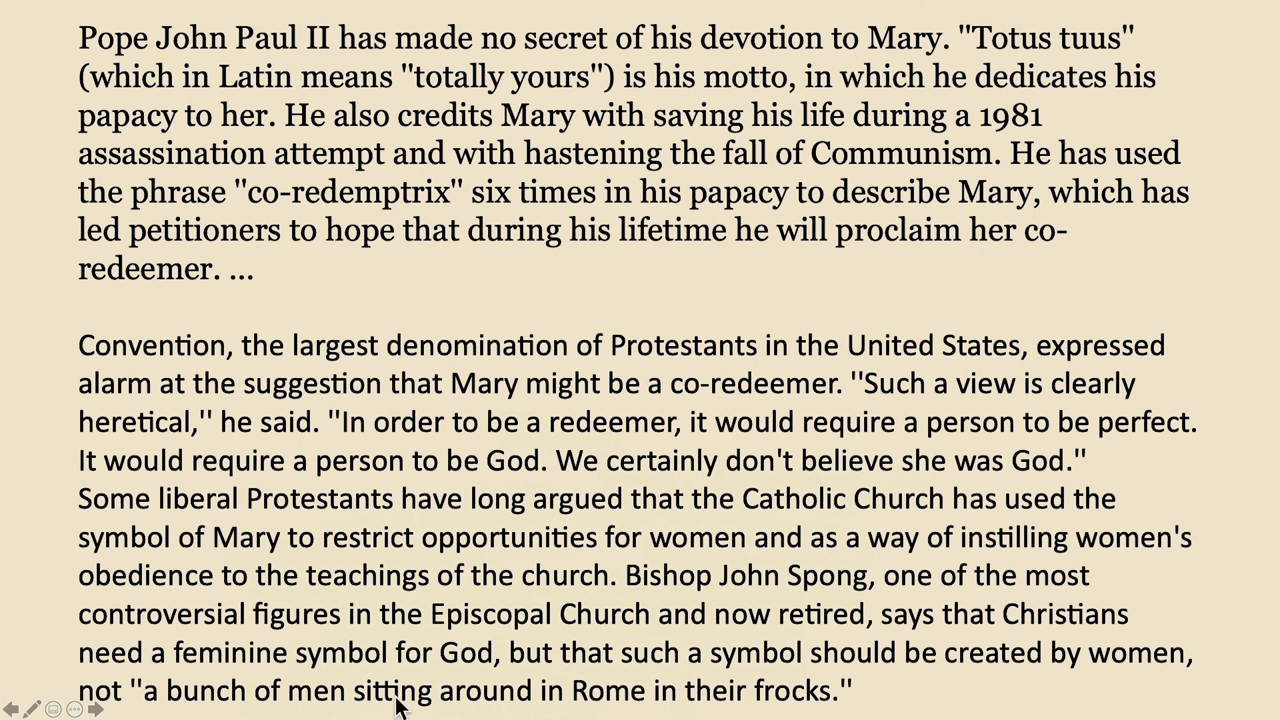 Pope John Paul II has made no secret of his devotion to Mary. "Totus tuus"
(which in Latin means "totally yours") is his motto, in which he dedicates his
papacy to her. He also credits Mary with saving his life during a 1981
assassination attempt and with hastening the fall of Communism. He has used
the phrase "co-redemptrix" six times in his papacy to describe Mary, which has
led petitioners to hope that during his lifetime he will proclaim her co-
redeemer. ...
Convention, the largest denomination of Protestants in the United States, expressed
alarm at the suggestion that Mary might be a co-redeemer. ''Such a view is clearly
heretical,'' he said. ''In order to be a redeemer, it would require a person to be perfect.
It would require a person to be God. We certainly don't believe she was God.''
Some liberal Protestants have long argued that the Catholic Church has used the
symbol of Mary to restrict opportunities for women and as a way of instilling women's
obedience to the teachings of the church. Bishop John Spong, one of the most
controversial figures in the Episcopal Church and now retired, says that Christians
need a feminine symbol for God, but that such a symbol should be created by women,
not ''a bunch of men sitting around in Rome in their frocks.''